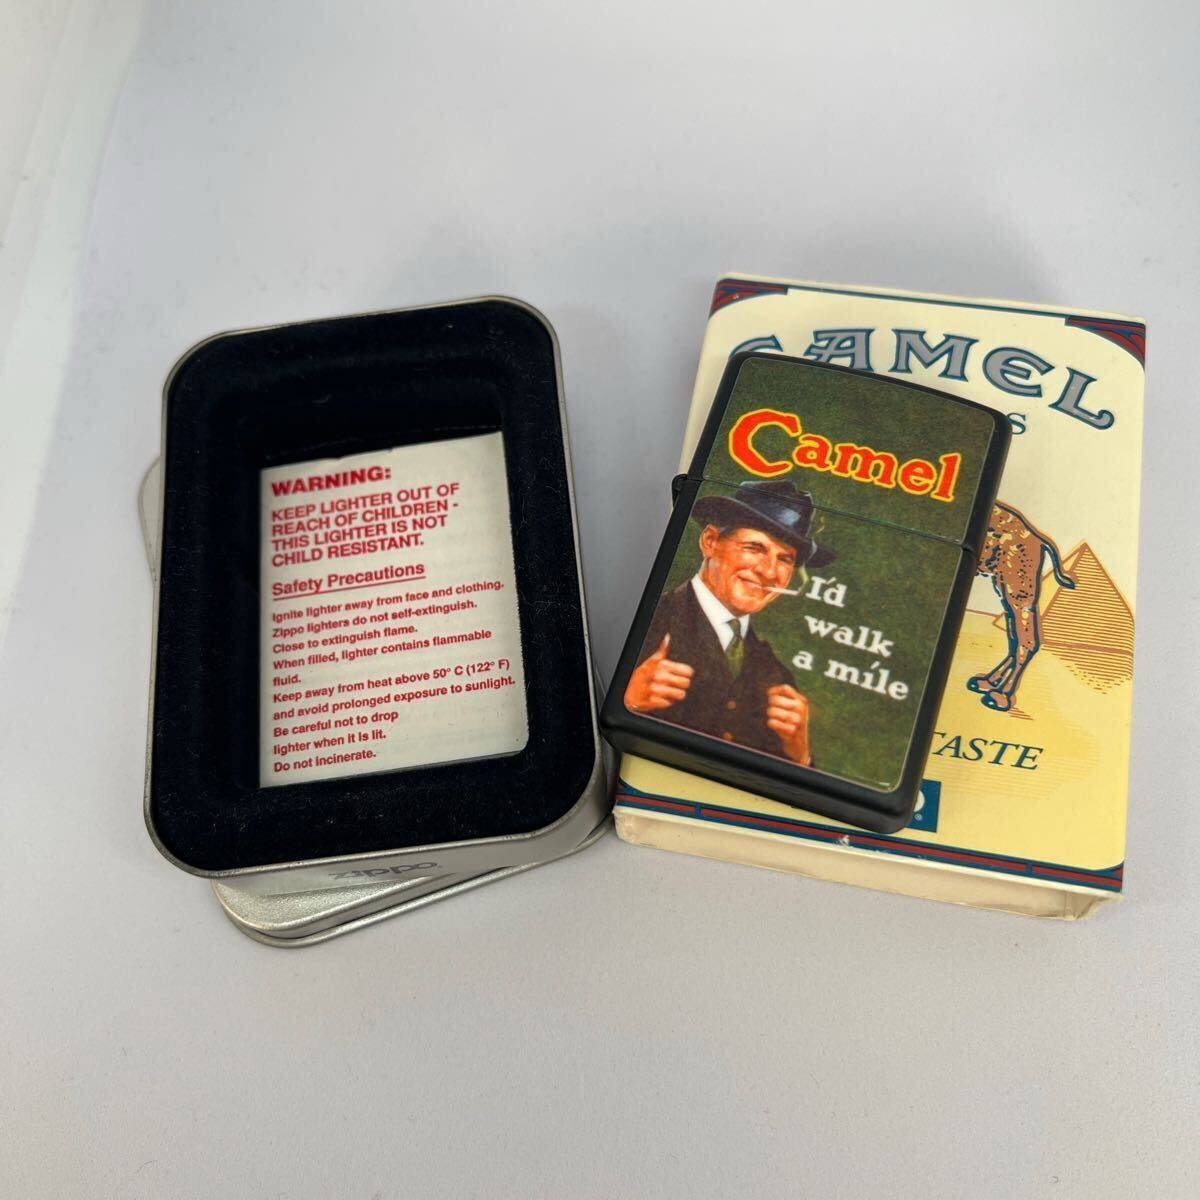 WARNING:
KEEP LIGHTER OUT OF
REACH OF CHILDREN -
THIS LIGHTER IS NOT
CHILD RESISTANT.
Safety Precautions
Ignite lighter away from face and clothing.
Zippo lighters do not self-extinguish.
Close to extinguish flame.
When filled, lighter contains flammable
fluid.
Keep away from heat above 50° C (122° F)
and avoid prolonged exposure to sunlight.
Be careful not to drop
lighter when it is lit.
Do not incinerate.
zippo
Camel
I'd
walk
a mile
CAMEL
TASTE